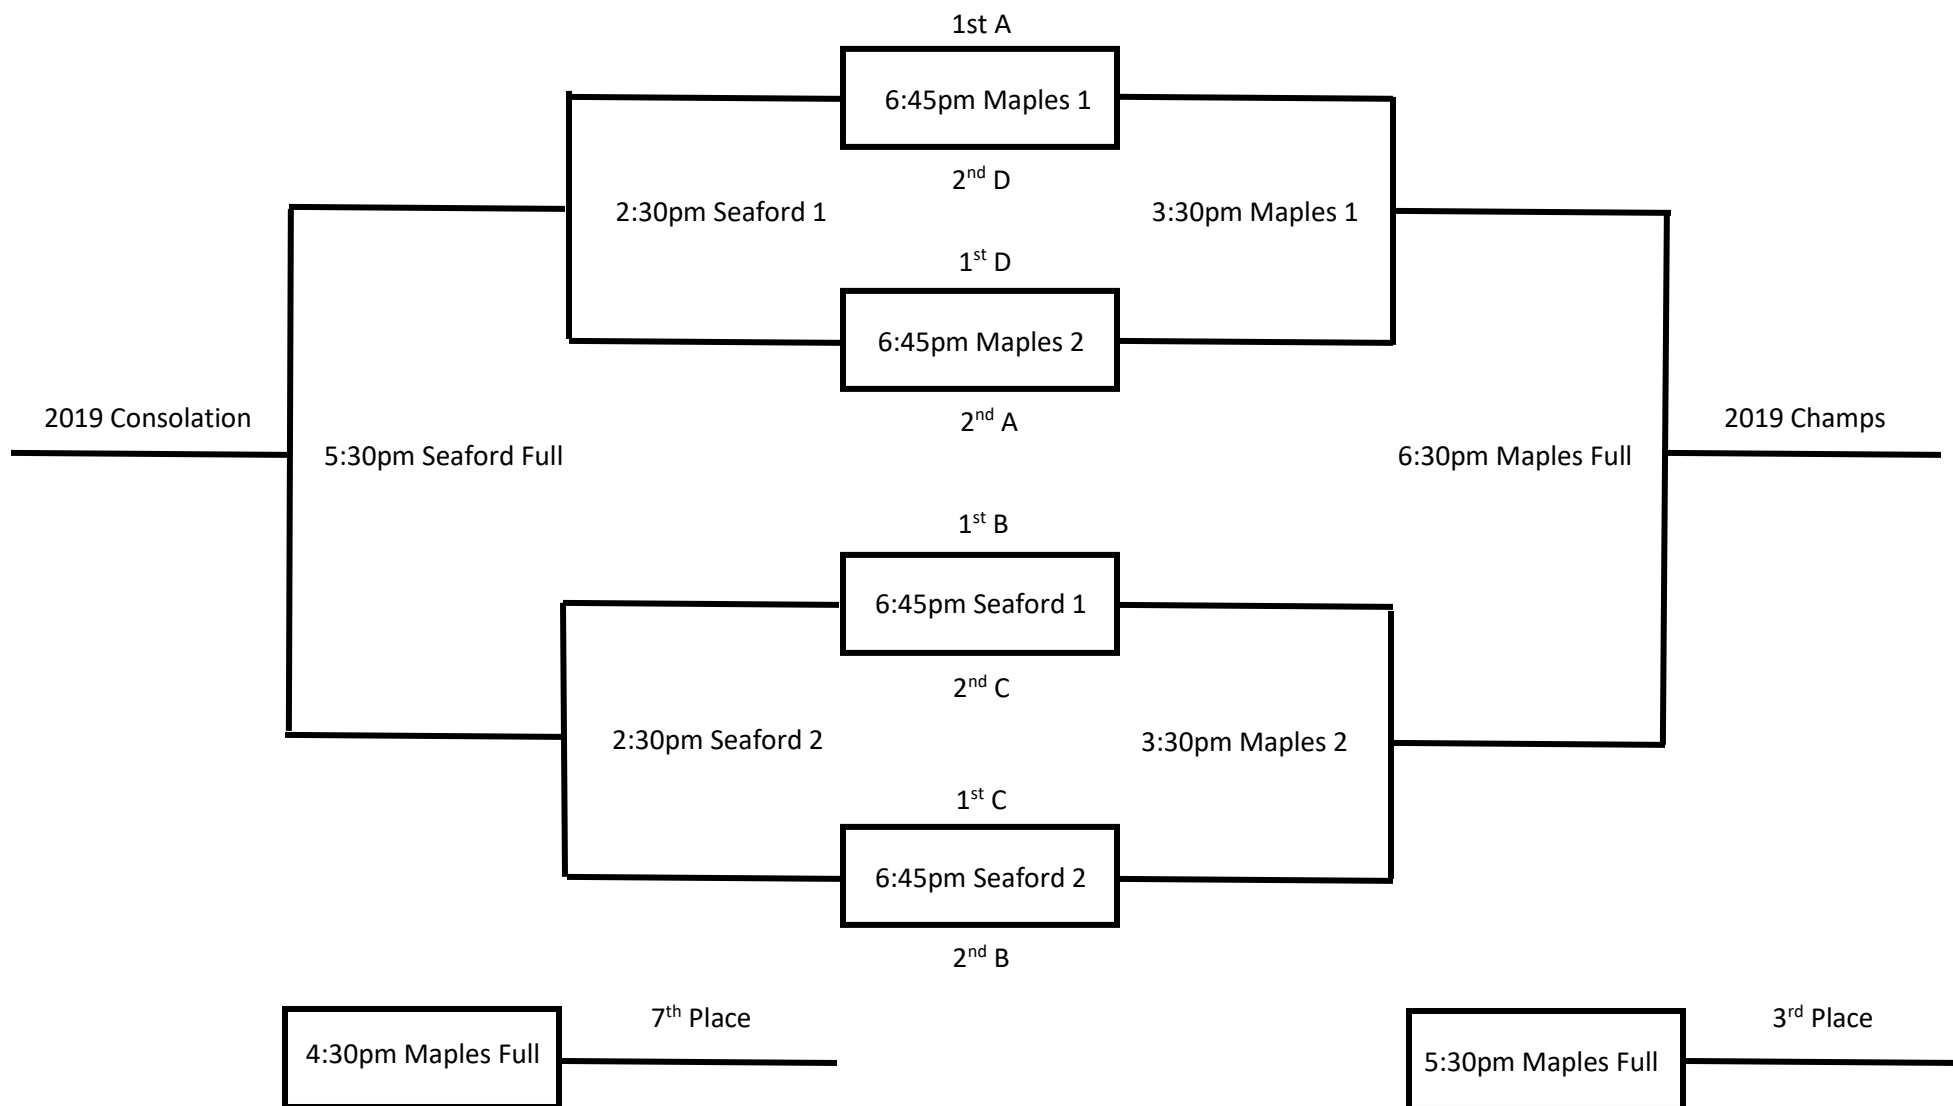 1st A
6:45pm Maples 1
2nd D
2:30pm Seaford 1
3:30pm Maples 1
1st D
6:45pm Maples 2
2nd A
2019 Consolation
2019 Champs
5:30pm Seaford Full
6:30pm Maples Full
1st B
6:45pm Seaford 1
2nd C
2:30pm Seaford 2
3:30pm Maples 2
1st C
6:45pm Seaford 2
2nd B
7th Place
3rd Place
4:30pm Maples Full
5:30pm Maples Full